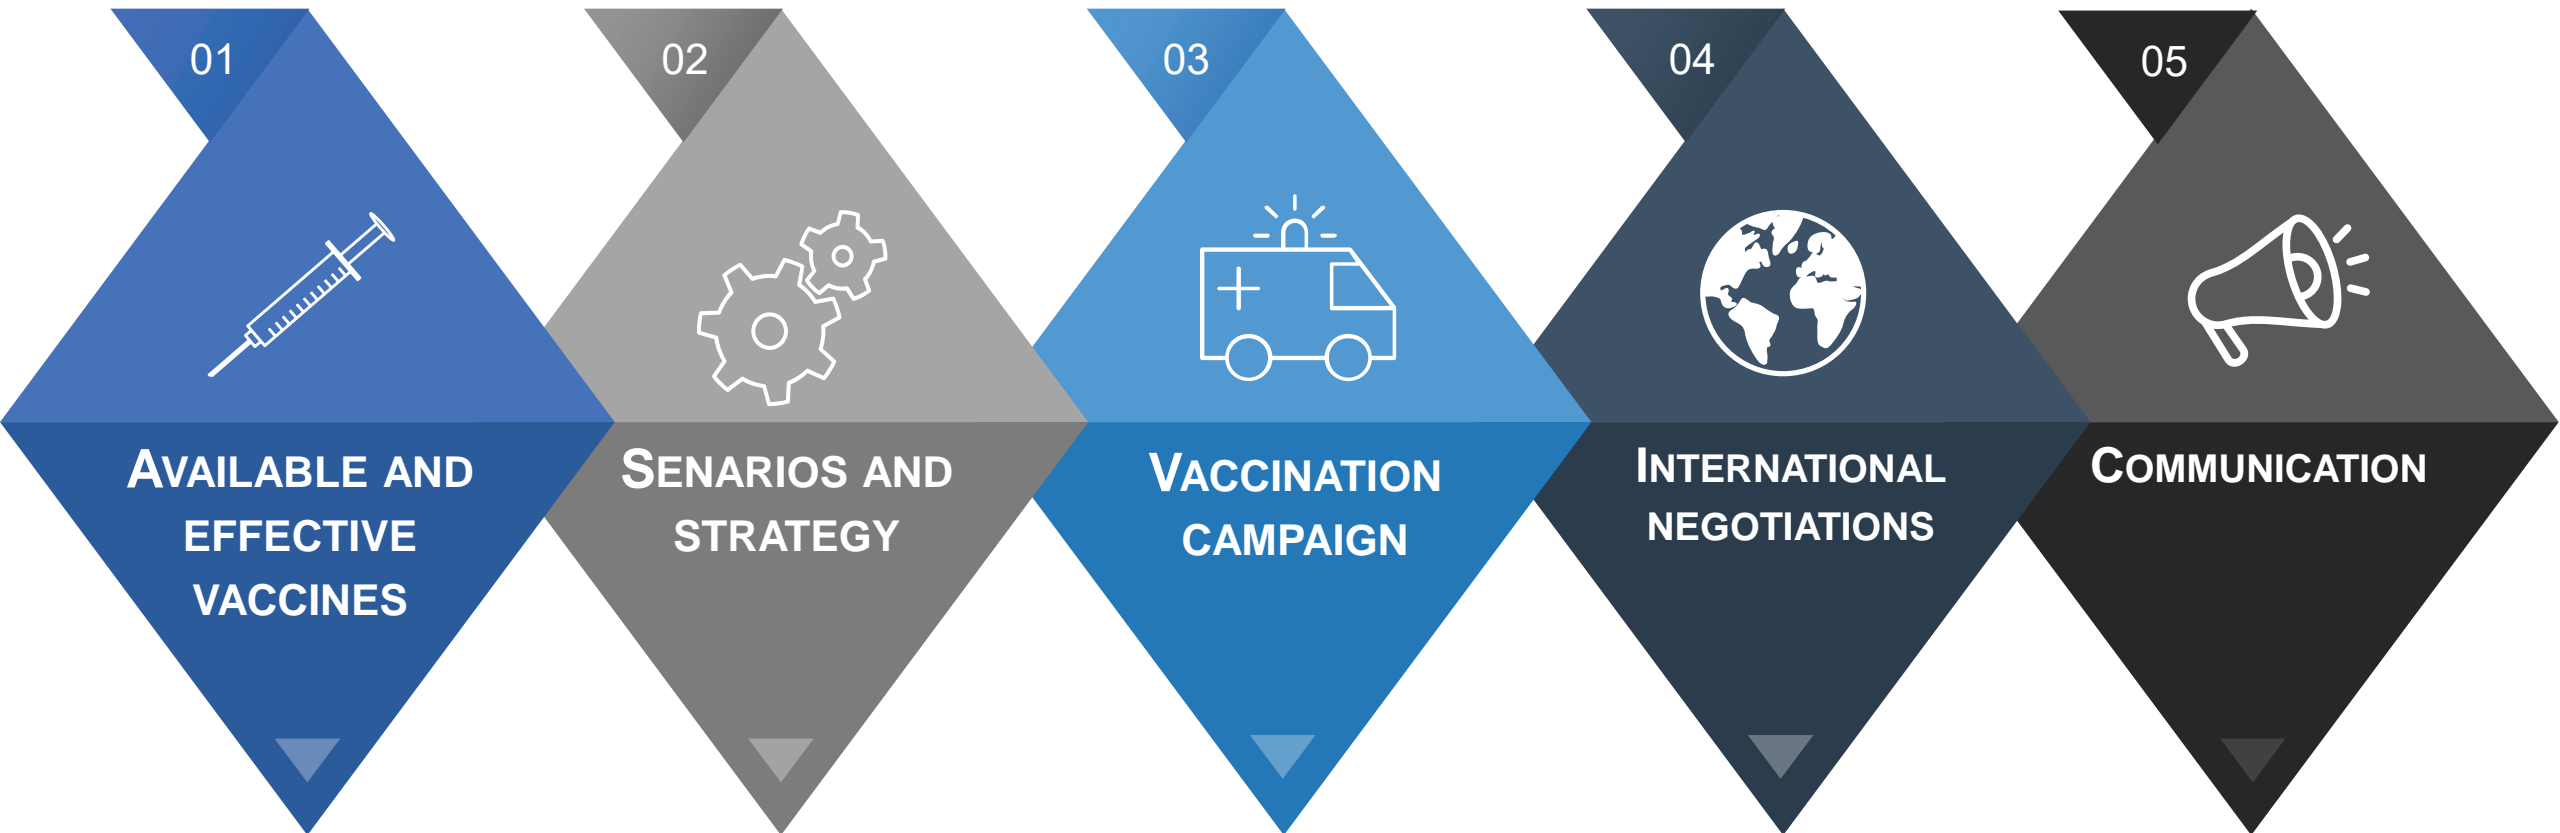 01
AVAILABLE AND
EFFECTIVE
VACCINES
02
SENARIOS AND
STRATEGY
03
VACCINATION
CAMPAIGN
04
INTERNATIONAL
NEGOTIATIONS
05
COMMUNICATION